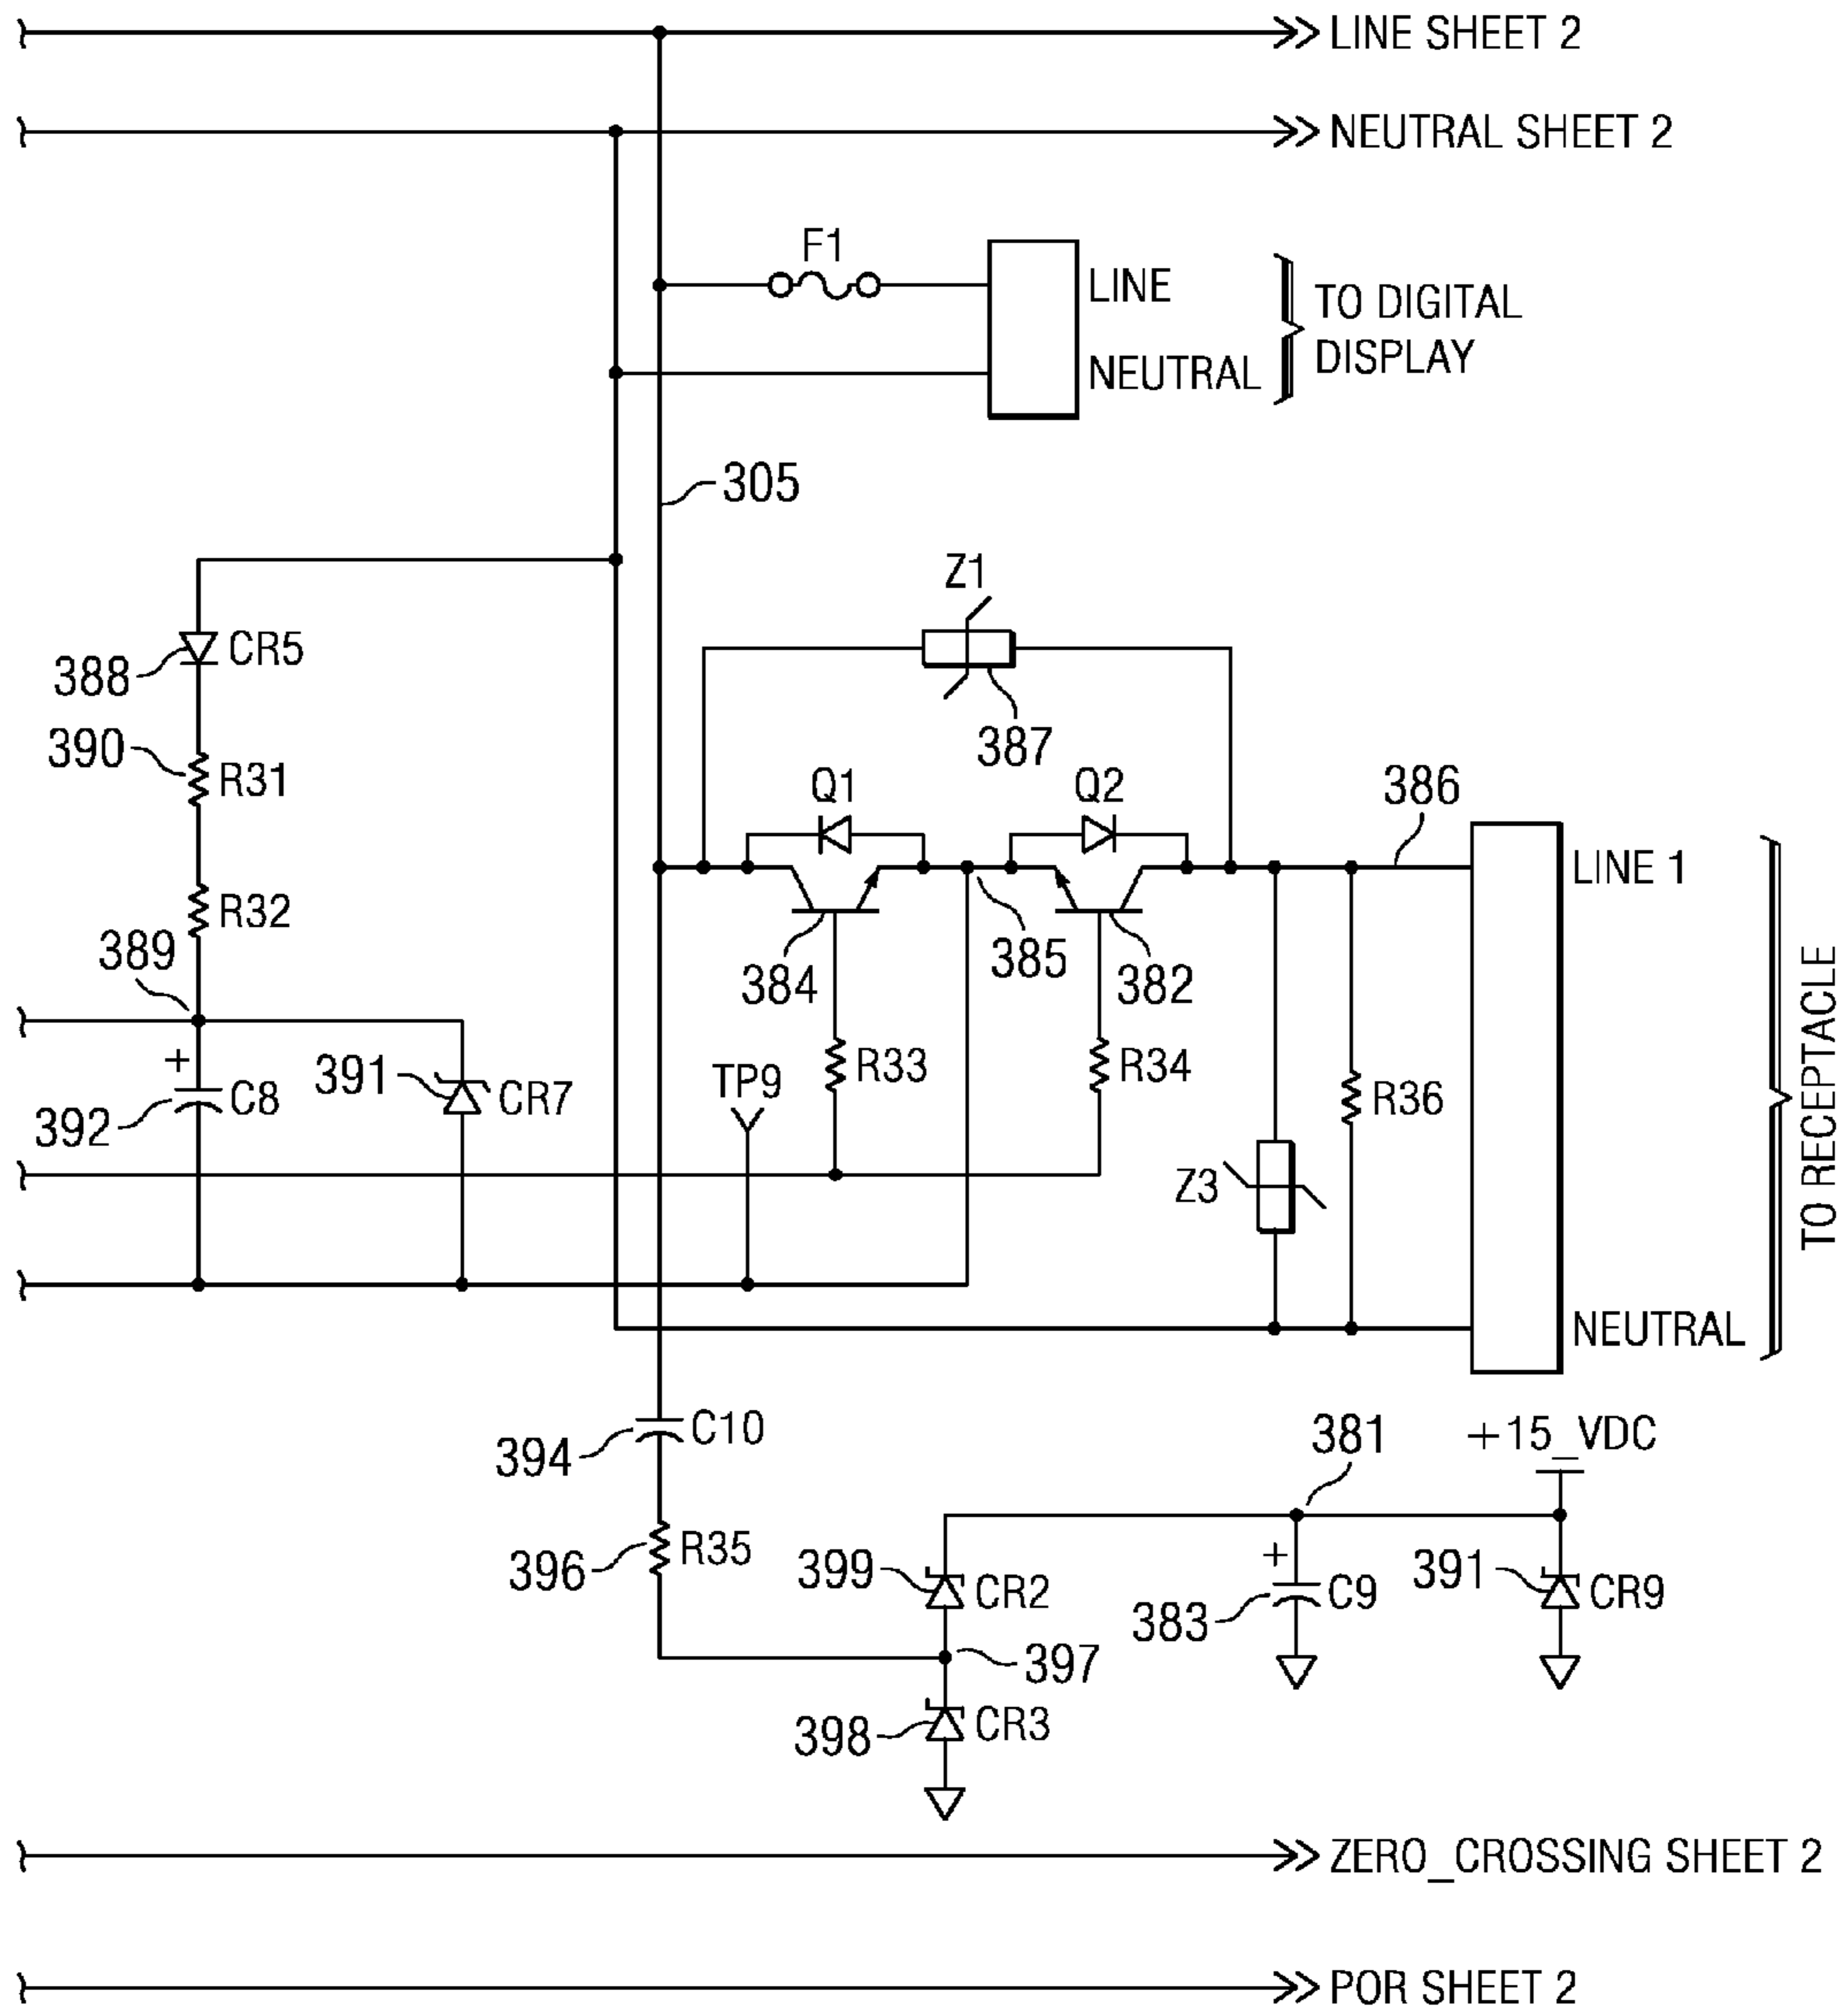 LINE SHEET 2
NEUTRAL SHEET 2
F1
LINE
NEUTRAL
TO DIGITAL
DISPLAY
305
Z1
387
388
CR5
390
R31
R32
389
Q1
Q2
386
LINE 1
384
385
382
+
392
C8
391
CR7
TP9
R33
R34
R36
Z3
TO RECEPTACLE
NEUTRAL
394
C10
381
+15_VDC
396
R35
399
CR2
+
383
C9
391
CR9
397
398
CR3
ZERO_CROSSING SHEET 2
POR SHEET 2